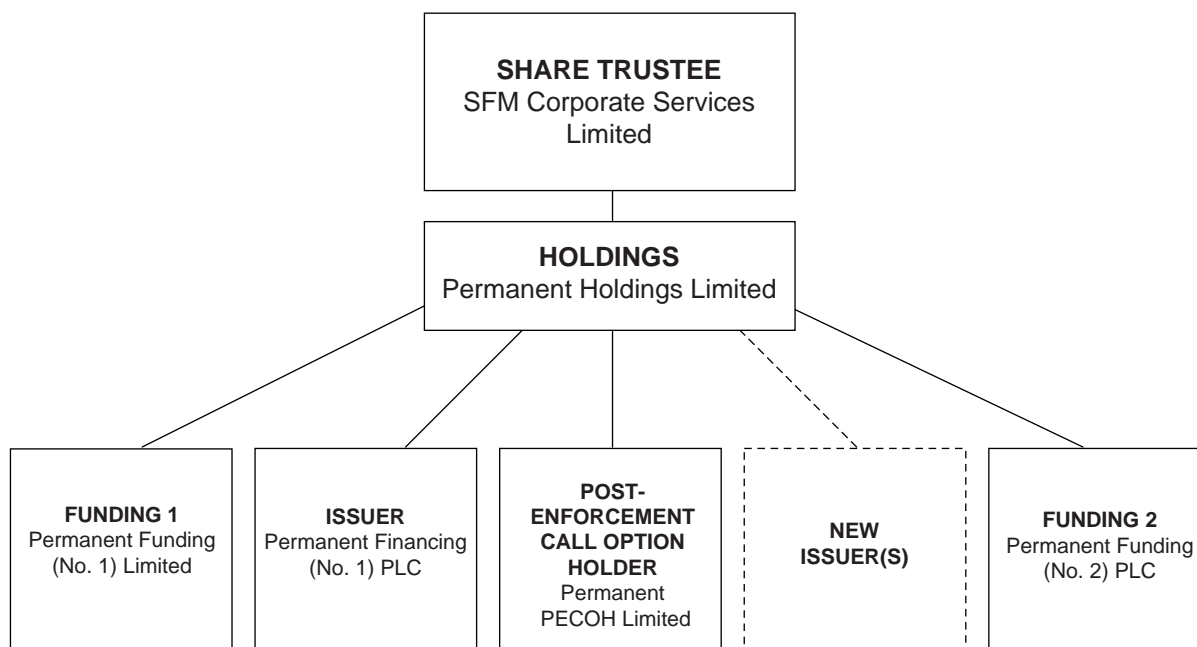 SHARE TRUSTEE
SFM Corporate Services
Limited
HOLDINGS
Permanent Holdings Limited
FUNDING 1
Permanent Funding
(No. 1) Limited
ISSUER
Permanent Financing
(No. 1) PLC
POST-
ENFORCEMENT
CALL OPTION
HOLDER
Permanent
PECOH Limited
NEW
ISSUER(S)
FUNDING 2
Permanent Funding
(No. 2) PLC